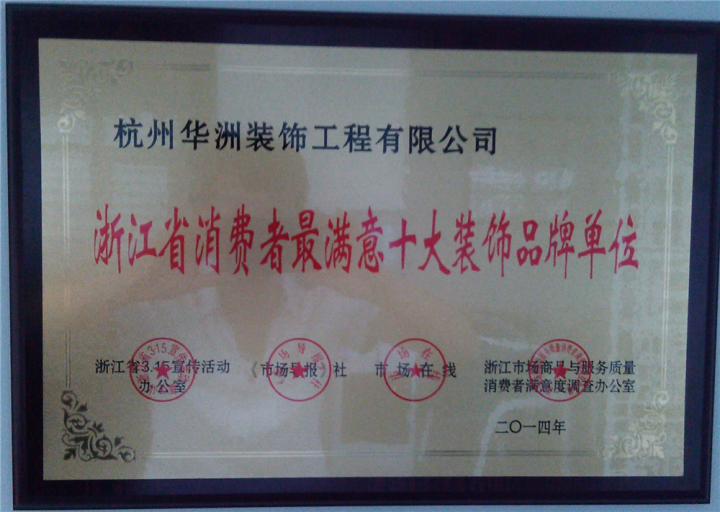 杭州华洲装饰工程有限公司
浙江省消费者最满意十大装饰品牌单位
浙江省3.15宣传活动 《市场导报》社 市场在线 浙江市场商品与服务质量
办公室 消费者满意度调查办公室
二〇一四年